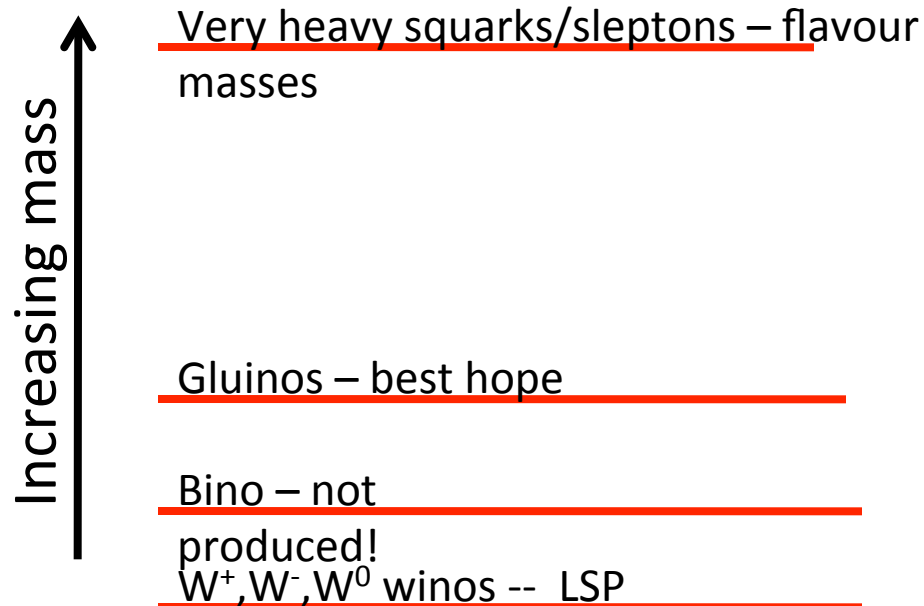 Increasing mass
Very heavy squarks/sleptons – flavour
masses
Gluinos – best hope
Bino – not
produced!
W⁺,W⁻,W⁰ winos -- LSP